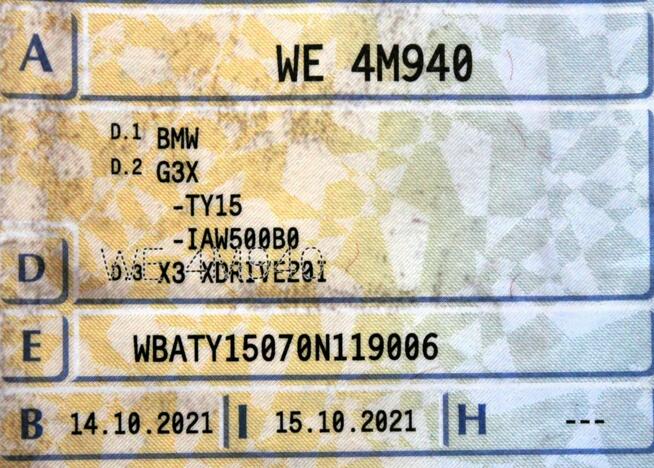 A WE 4M940
D.1 BMW
D.2 G3X
-TY15
-IAW500B0
D D.3 X3 XDRIVE20I
E WBATY15070N119006
B 14.10.2021 I 15.10.2021 H ---